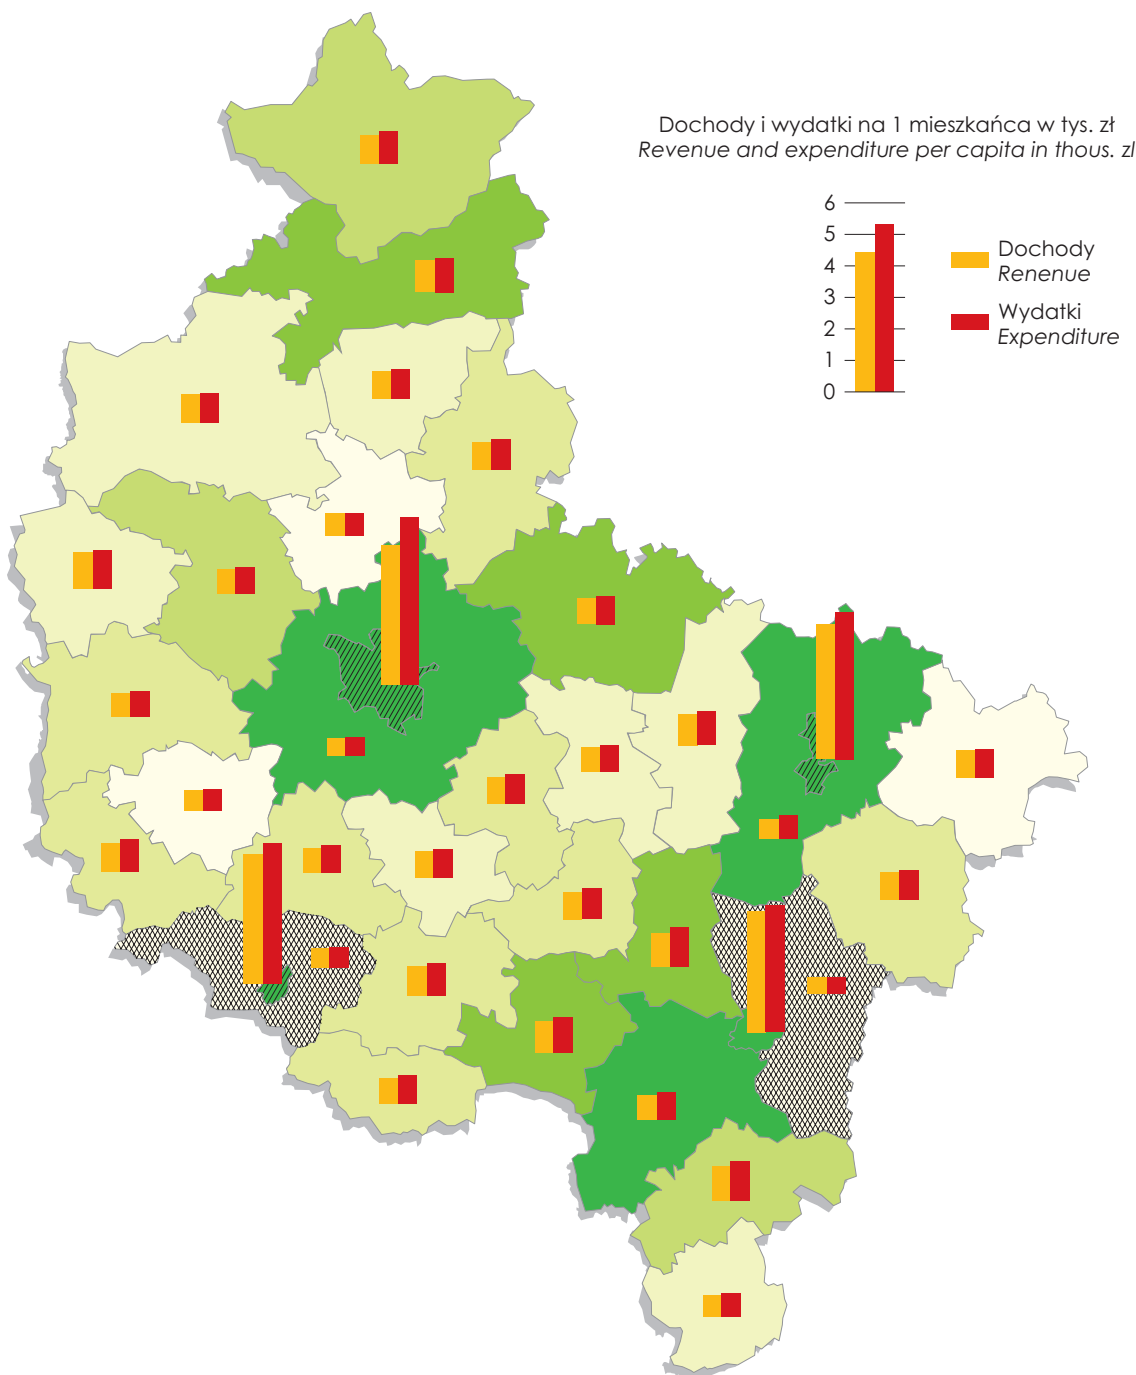 Dochody i wydatki na 1 mieszkańca w tys. zł
Revenue and expenditure per capita in thous. zl
6
5
4
3
2
1
0
Dochody
Renenue
Wydatki
Expenditure